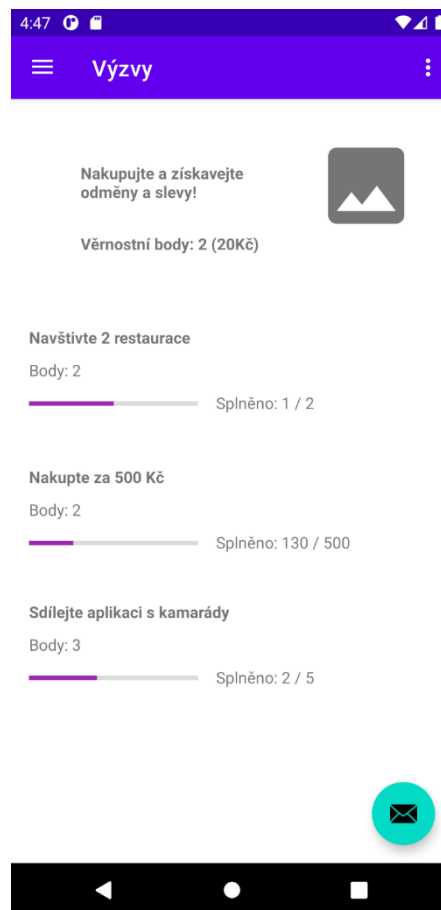 4:47
Výzvy
Nakupujte a získavejte
odměny a slevy!
Věrnostní body: 2 (20Kč)
Navštivte 2 restaurace
Body: 2
Splněno: 1 / 2
Nakupte za 500 Kč
Body: 2
Splněno: 130 / 500
Sdílejte aplikaci s kamarády
Body: 3
Splněno: 2 / 5